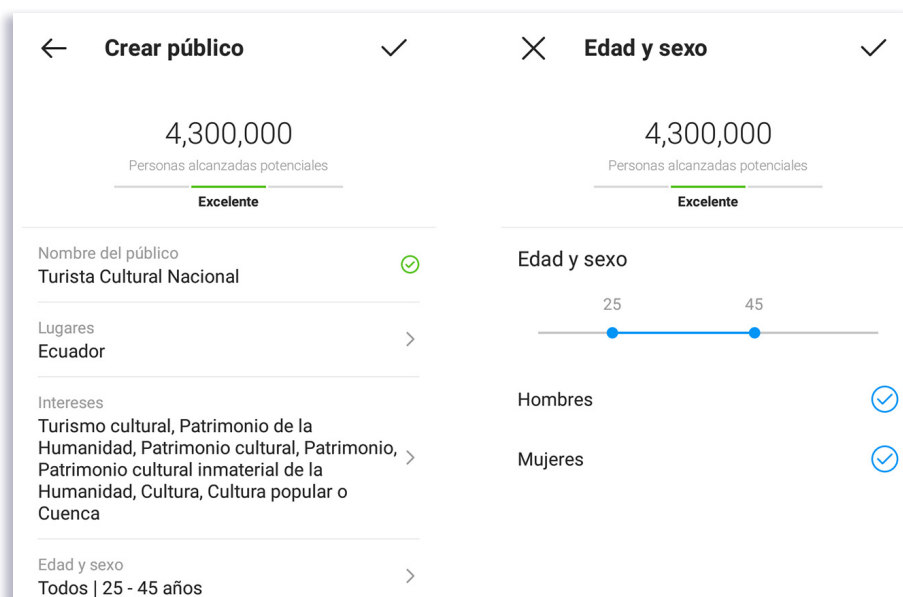 Crear público
4,300,000
Personas alcanzadas potenciales
Excelente
Nombre del público
Turista Cultural Nacional
Lugares
Ecuador
Intereses
Turismo cultural, Patrimonio de la
Humanidad, Patrimonio cultural, Patrimonio,
Patrimonio cultural inmaterial de la
Humanidad, Cultura, Cultura popular o
Cuenca
Edad y sexo
Todos | 25 - 45 años
Edad y sexo
4,300,000
Personas alcanzadas potenciales
Excelente
Edad y sexo
25 45
Hombres
Mujeres